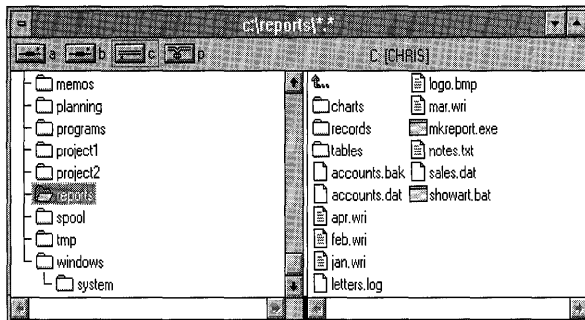 c:\reports\*.*
a b c p C: [CHRIS]
memos
planning
programs
project1
project2
reports
spool
tmp
windows
system
charts
records
tables
accounts.bak
accounts.dat
apr.wri
feb.wri
jan.wri
letters.log
logo.bmp
mar.wri
mkreport.exe
notes.txt
sales.dat
showart.bat